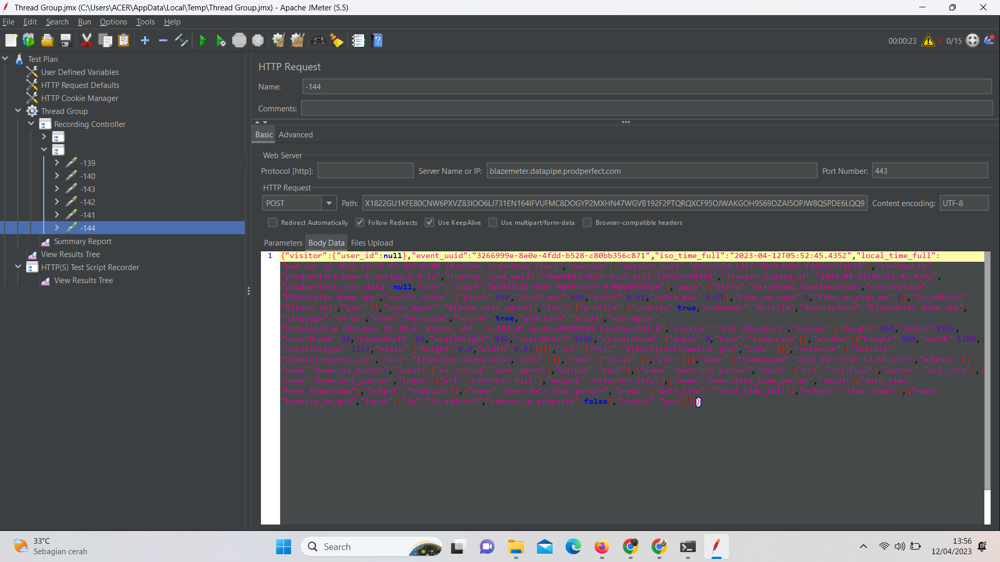 Thread Group.jmx (C:\Users\ACER\AppData\Local\Temp\Thread Group.jmx) - Apache JMeter (5.5)
File Edit Search Run Options Tools Help
STOP
00:00:23 4 0/15
Test Plan
User Defined Variables
HTTP Request Defaults
HTTP Cookie Manager
Thread Group
Recording Controller
-139
-140
-143
-142
-141
-144
Summary Report
View Results Tree
HTTP(S) Test Script Recorder
View Results Tree
HTTP Request
Name: -144
Comments:
Basic Advanced
Web Server
Protocol [http]: Server Name or IP: blazemeter.datapipe.prodperfect.com Port Number: 443
HTTP Request
POST Path: X1822GU1KFE80CNW6PXVZ83IOO6LJ731EN164IFVUFMC8DOGYP2MXHN47WGVB192F2PTQRQXCF95OJWAKGOH9S69DZAI5OPJW8QSPDE6LQQ9 Content encoding: UTF-8
Redirect Automatically Follow Redirects Use KeepAlive Use multipart/form-data Browser-compatible headers
Parameters Body Data Files Upload
1 {"visitor":{"user_id":null},"event_uuid":"3266999e-8e0e-4fdd-b528-c80bb356c871","iso_time_full":"2023-04-12T05:52:45.435Z","local_time_full":
"Wed Apr 12 2023 12:52:45 GMT+0700 (Western Indonesia Time)","session":{"session_uuid":"e96c535d-1217-4848-89b6-f0950c7feb71"},"tracked_by":
"prodperfect-keen-tracking-2.0.23","tracker_load_uuid":"70ae19de-963f-4caf-a1ff-72762fe99158","tracker_loaded_at":"2023-04-12T05:52:45.434Z",
"prodperfect_test_data":null,"user":{"uuid":"848d2c21-46bf-4089-bcf5-8300d8656520"},"page":{"title":"BlazeDemo Confirmation","description":
"BlazeMeter demo app","scroll_state":{"pixel":650,"pixel_max":650,"ratio":0.51,"ratio_max":0.51},"time_on_page":0,"time_on_page_ms":1},"ip_address":
"${keen.ip}","geo":{},"user_agent":"${keen.user_agent}","tech":{"profile":{"cookies":true,"codeName":"Mozilla","description":"BlazeMeter demo app",
"language":"en-US","name":"Netscape","online":true,"platform":"Win32","useragent":
"Mozilla/5.0 (Windows NT 10.0; Win64; x64; rv:109.0) Gecko/20100101 Firefox/111.0","version":"5.0 (Windows)","screen":{"height":864,"width":1536,
"colorDepth":24,"pixelDepth":24,"availHeight":816,"availWidth":1536,"orientation":{"angle":0,"type":"landscape"}},"window":{"height":650,"width":1280,
"scrollHeight":1267,"ratio":{"height":0.8,"width":0.83}}}},"url":{"full":"${host}confirmation.php","info":{}},"referrer":{"initial":
"${host}reserve.php","full":"${host}purchase.php","info":{}},"time":{"local":{},"utc":{}},"keen":{"timestamp":"2023-04-12T05:52:45.435Z","addons":[{
"name":"keen:ua_parser","input":{"ua_string":"user_agent"},"output":"tech"},{"name":"keen:url_parser","input":{"url":"url.full"},"output":"url.info"},{
"name":"keen:url_parser","input":{"url":"referrer.full"},"output":"referrer.info"},{"name":"keen:date_time_parser","input":{"date_time":
"keen.timestamp"},"output":"time.utc"},{"name":"keen:date_time_parser","input":{"date_time":"local_time_full"},"output":"time.local"},{"name":
"keen:ip_to_geo","input":{"ip":"ip_address","remove_ip_property":false},"output":"geo"}]}}
33°C
Sebagian cerah
Search
13:56
12/04/2023